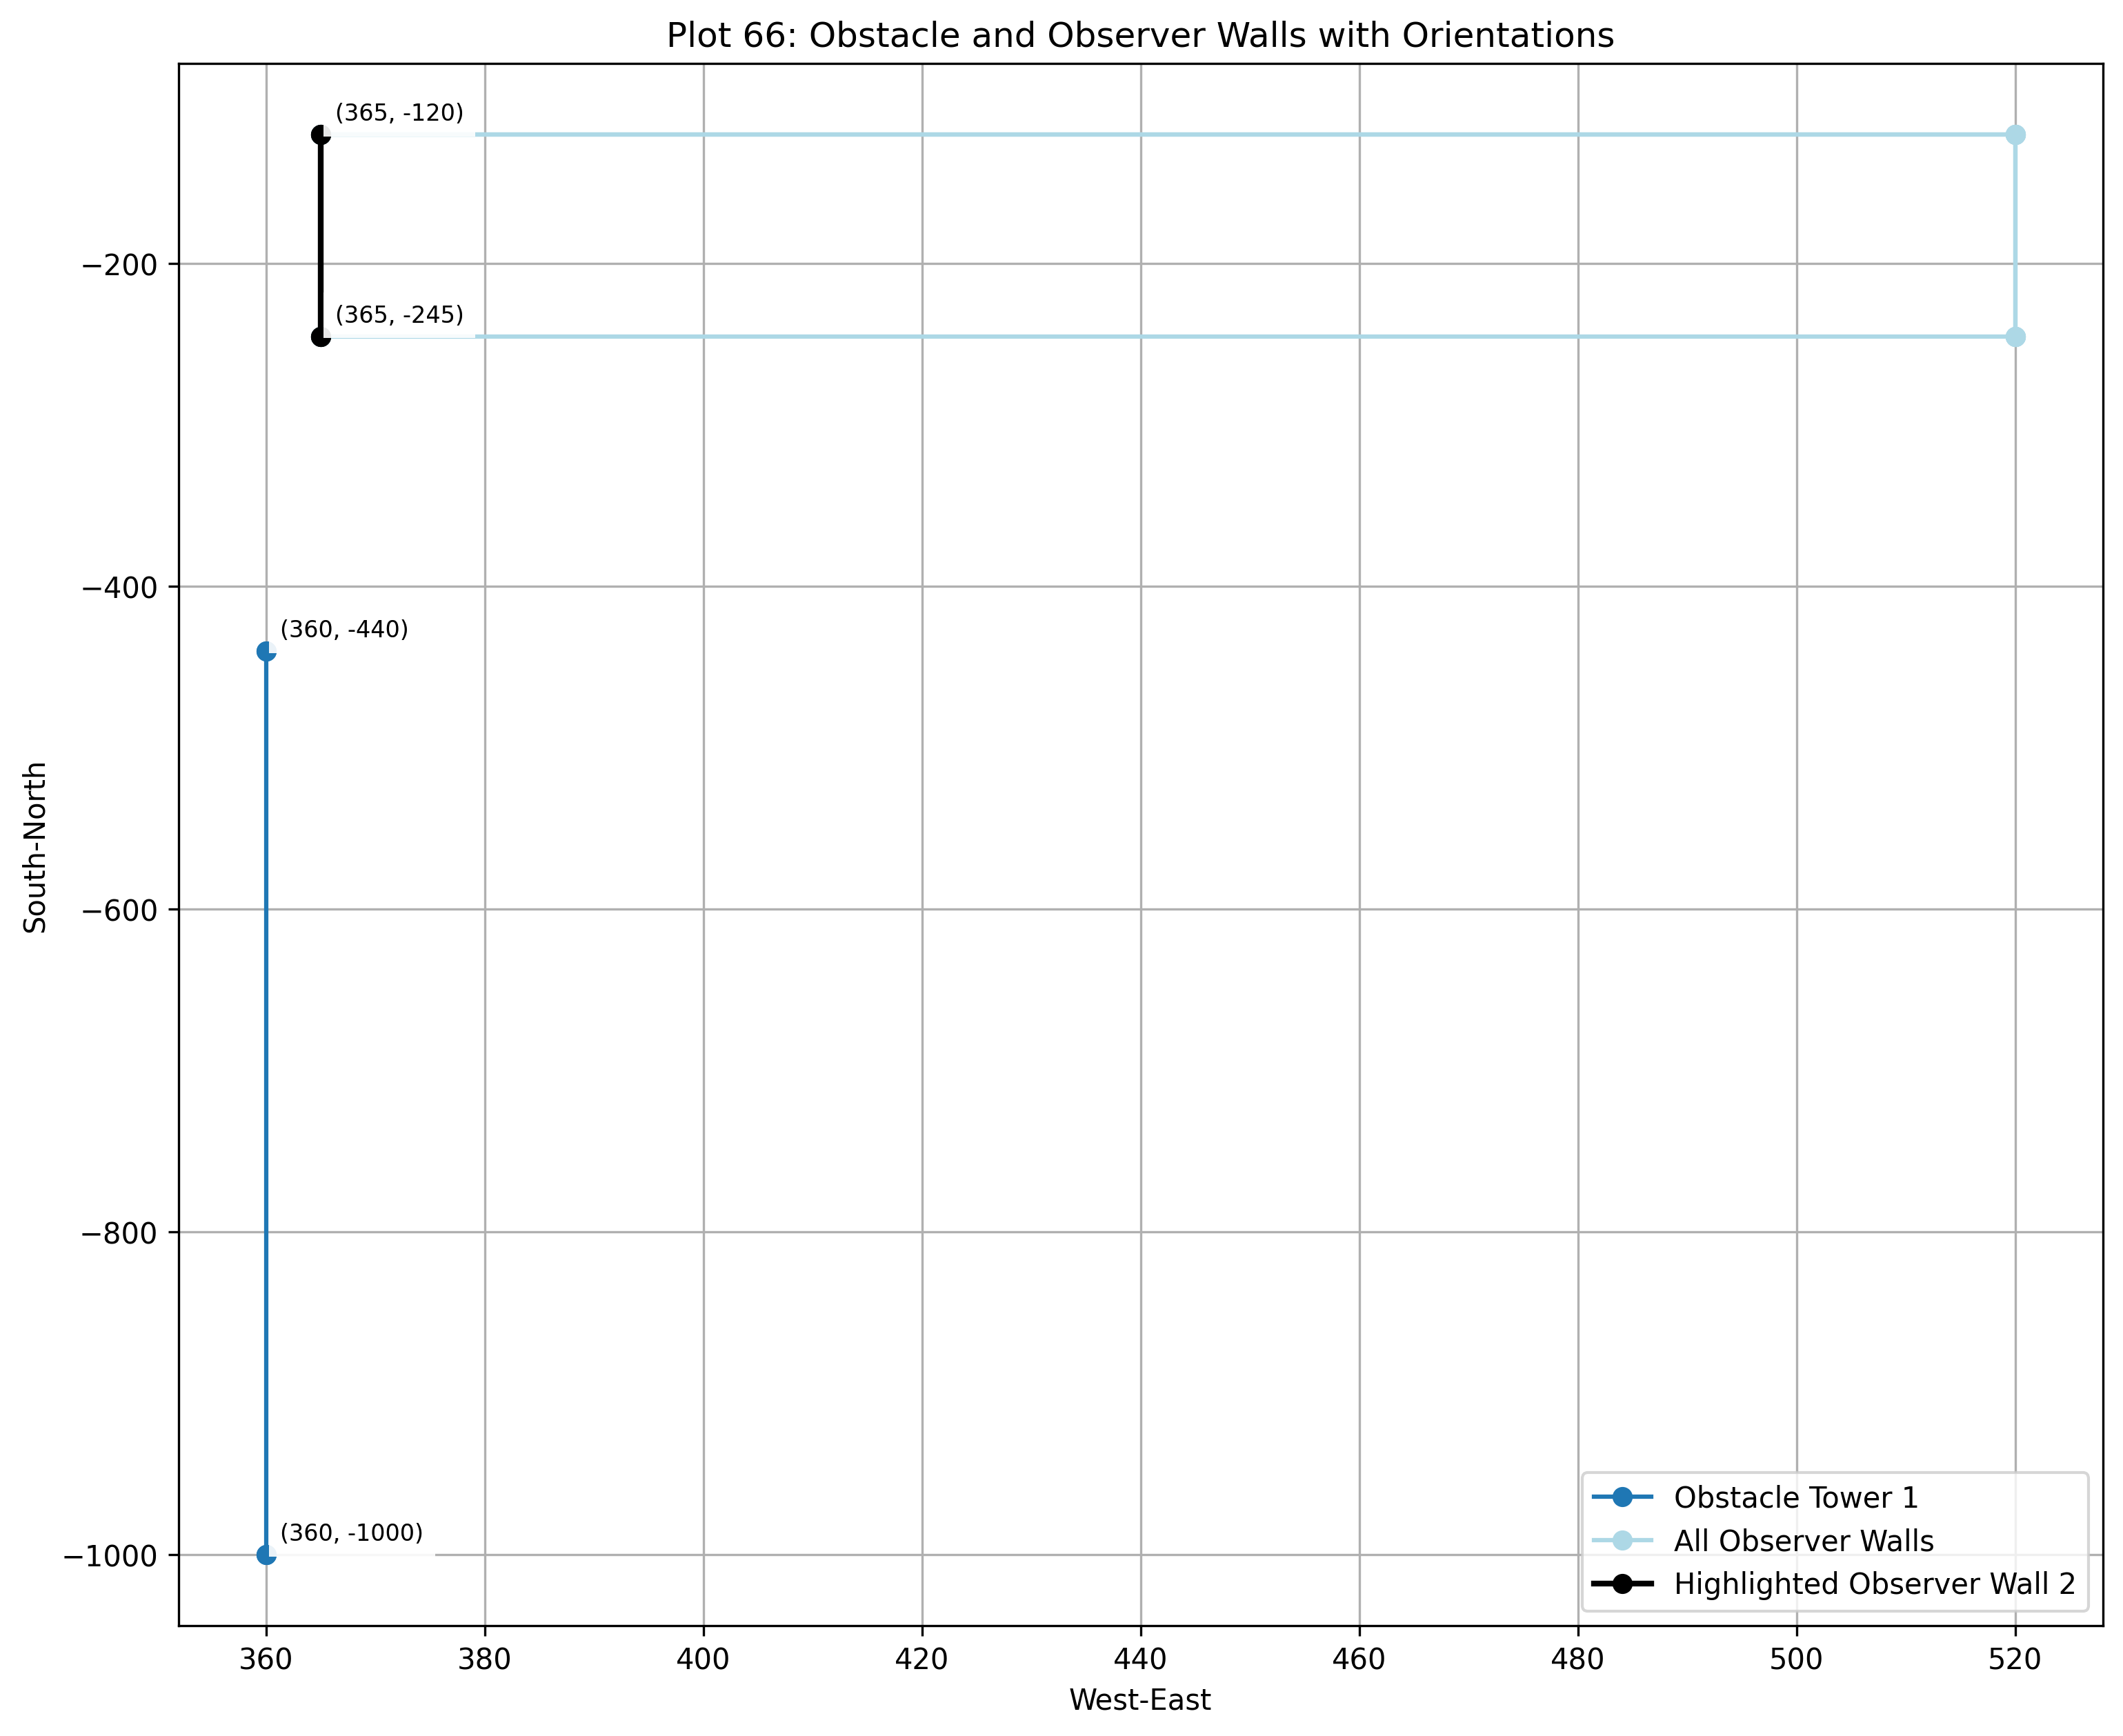 Plot 66: Obstacle and Observer Walls with Orientations
(365, -120)
−200
(365, -245)
−400
(360, -440)
South-North
−600
−800
(360, -1000)
−1000
Obstacle Tower 1
All Observer Walls
Highlighted Observer Wall 2
360 380 400 420 440 460 480 500 520
West-East